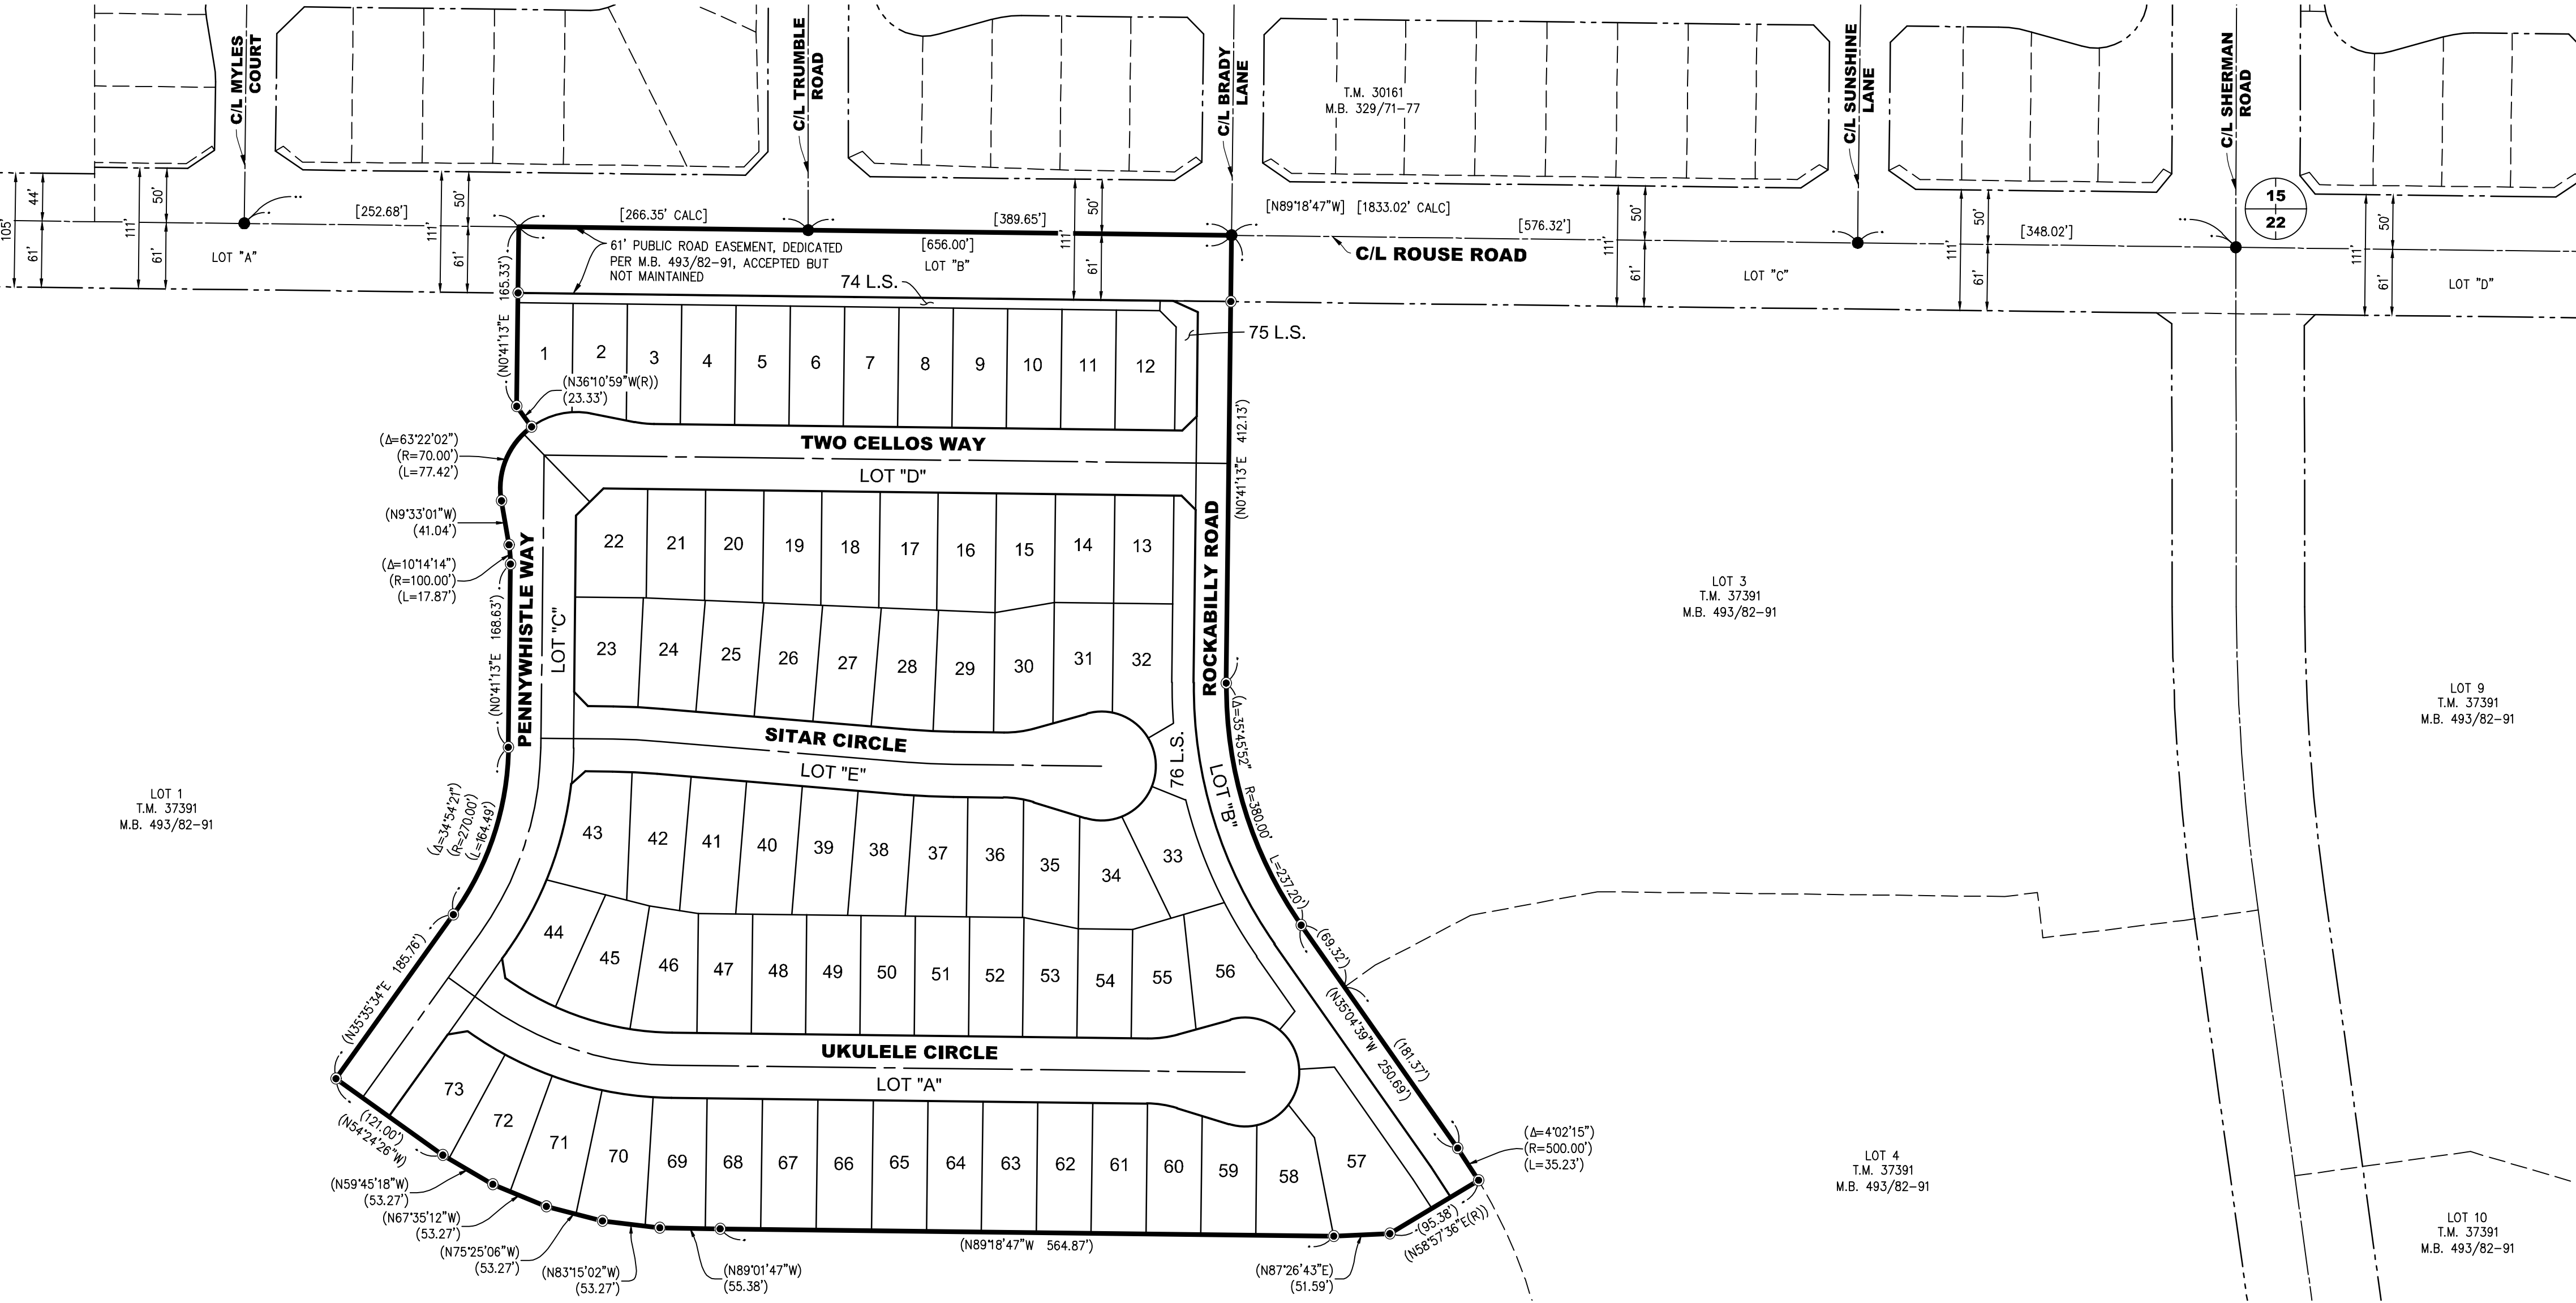 C/L MYLES
COURT
C/L TRUMBLE
ROAD
C/L BRADY
LANE
C/L SUNSHINE
LANE
C/L SHERMAN
ROAD
T.M. 30161
M.B. 329/71-77
15
22
105'
44'
61'
111'
50'
61'
[252.68']
LOT "A"
111'
50'
61'
[266.35' CALC]
[389.65']
[656.00']
LOT "B"
61' PUBLIC ROAD EASEMENT, DEDICATED
PER M.B. 493/82-91, ACCEPTED BUT
NOT MAINTAINED
111'
50'
61'
[N89°18'47"W] [1833.02' CALC]
C/L ROUSE ROAD
[576.32']
111'
50'
61'
LOT "C"
[348.02']
111'
50'
61'
111'
50'
61'
LOT "D"
74 L.S.
75 L.S.
(N0°41'13"E 165.33')
1
2
3
4
5
6
7
8
9
10
11
12
(N36°10'59"W(R))
(23.33')
(Δ=63°22'02")
(R=70.00')
(L=77.42')
(N9°33'01"W)
(41.04')
(Δ=10°14'14")
(R=100.00')
(L=17.87')
(N0°41'13"E 168.63')
PENNYWHISTLE WAY
LOT "C"
TWO CELLOS WAY
LOT "D"
(N0°41'13"E 412.13')
ROCKABILLY ROAD
22
21
20
19
18
17
16
15
14
13
23
24
25
26
27
28
29
30
31
32
SITAR CIRCLE
LOT "E"
76 L.S.
LOT "B"
(Δ=35°45'52" R=380.00' L=237.20')
LOT 3
T.M. 37391
M.B. 493/82-91
LOT 9
T.M. 37391
M.B. 493/82-91
LOT 1
T.M. 37391
M.B. 493/82-91
(Δ=34°54'21")
(R=270.00')
(L=164.49')
43
42
41
40
39
38
37
36
35
34
33
44
45
46
47
48
49
50
51
52
53
54
55
56
(N35°35'34"E 185.76')
(69.32')
(N35°04'39"W 250.69')
(181.37')
UKULELE CIRCLE
LOT "A"
73
72
71
70
69
68
67
66
65
64
63
62
61
60
59
58
57
(121.00')
(N54°24'26"W)
(N59°45'18"W)
(53.27')
(N67°35'12"W)
(53.27')
(N75°25'06"W)
(53.27')
(N83°15'02"W)
(53.27')
(N89°01'47"W)
(55.38')
(N89°18'47"W 564.87')
(N87°26'43"E)
(51.59')
(95.38')
(N58°57'36"E(R))
(Δ=4°02'15")
(R=500.00')
(L=35.23')
LOT 4
T.M. 37391
M.B. 493/82-91
LOT 10
T.M. 37391
M.B. 493/82-91